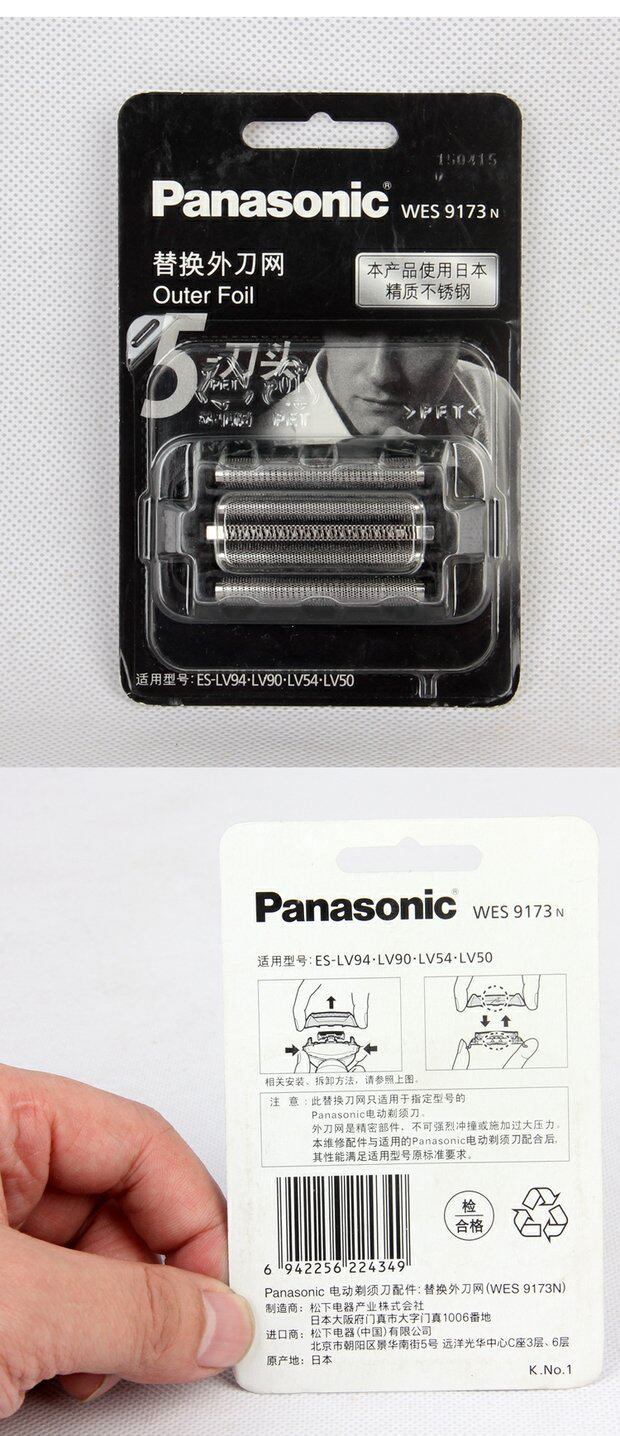 150415
Panasonic® WES 9173 N
替换外刀网
Outer Foil
本产品使用日本
精质不锈钢
5刀头
PET
PET
>PET<
适用型号: ES-LV94·LV90·LV54·LV50
Panasonic® WES 9173 N
适用型号: ES-LV94·LV90·LV54·LV50
相关安装、拆卸方法，请参照上图。
注 意：此替换刀网只适用于指定型号的
Panasonic电动剃须刀。
外刀网是精密部件，不可强烈冲撞或施加过大压力。
本维修配件与适用的Panasonic电动剃须刀配合后,
其性能满足适用型号原标准要求。
检
合格
6 942256 224349
Panasonic 电动剃须刀配件: 替换外刀网(WES 9173N)
制造商: 松下电器产业株式会社
日本大阪府门真市大字门真1006番地
进口商: 松下电器(中国)有限公司
北京市朝阳区景华南街5号 远洋光华中心C座3层、6层
原产地: 日本
K.No.1